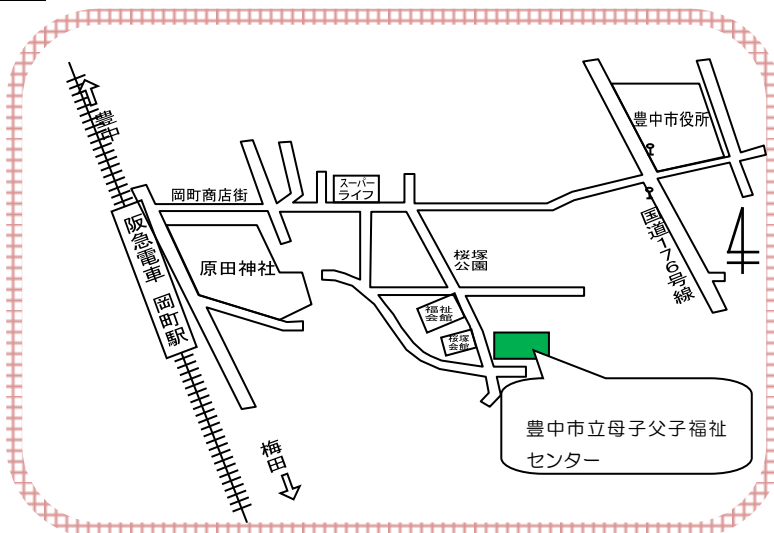 豊中
豊中市役所
岡町商店街
スーパー
ライフ
阪急電車 岡町駅
原田神社
桜塚
公園
国道176号線
福祉
会館
桜塚
会館
梅田
豊中市立母子父子福祉
センター